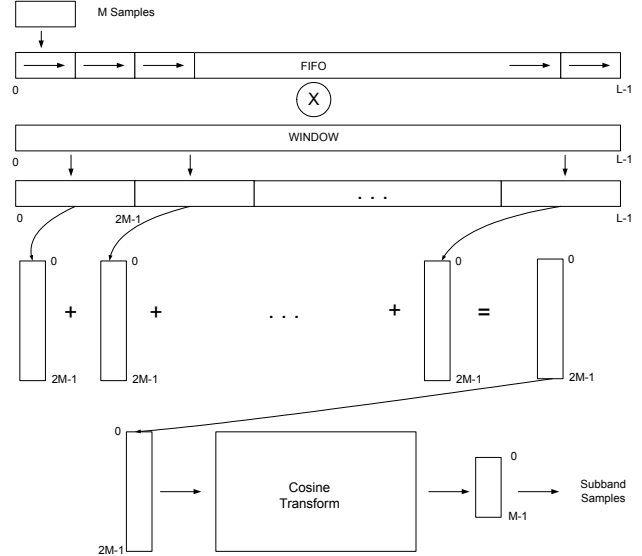 M Samples
FIFO
0 L-1
X
WINDOW
0 L-1
. . .
0 2M-1 L-1
0 0 0 0
+ + . . . + =
2M-1 2M-1 2M-1 2M-1
0
Cosine
Transform
0
Subband
Samples
M-1
2M-1